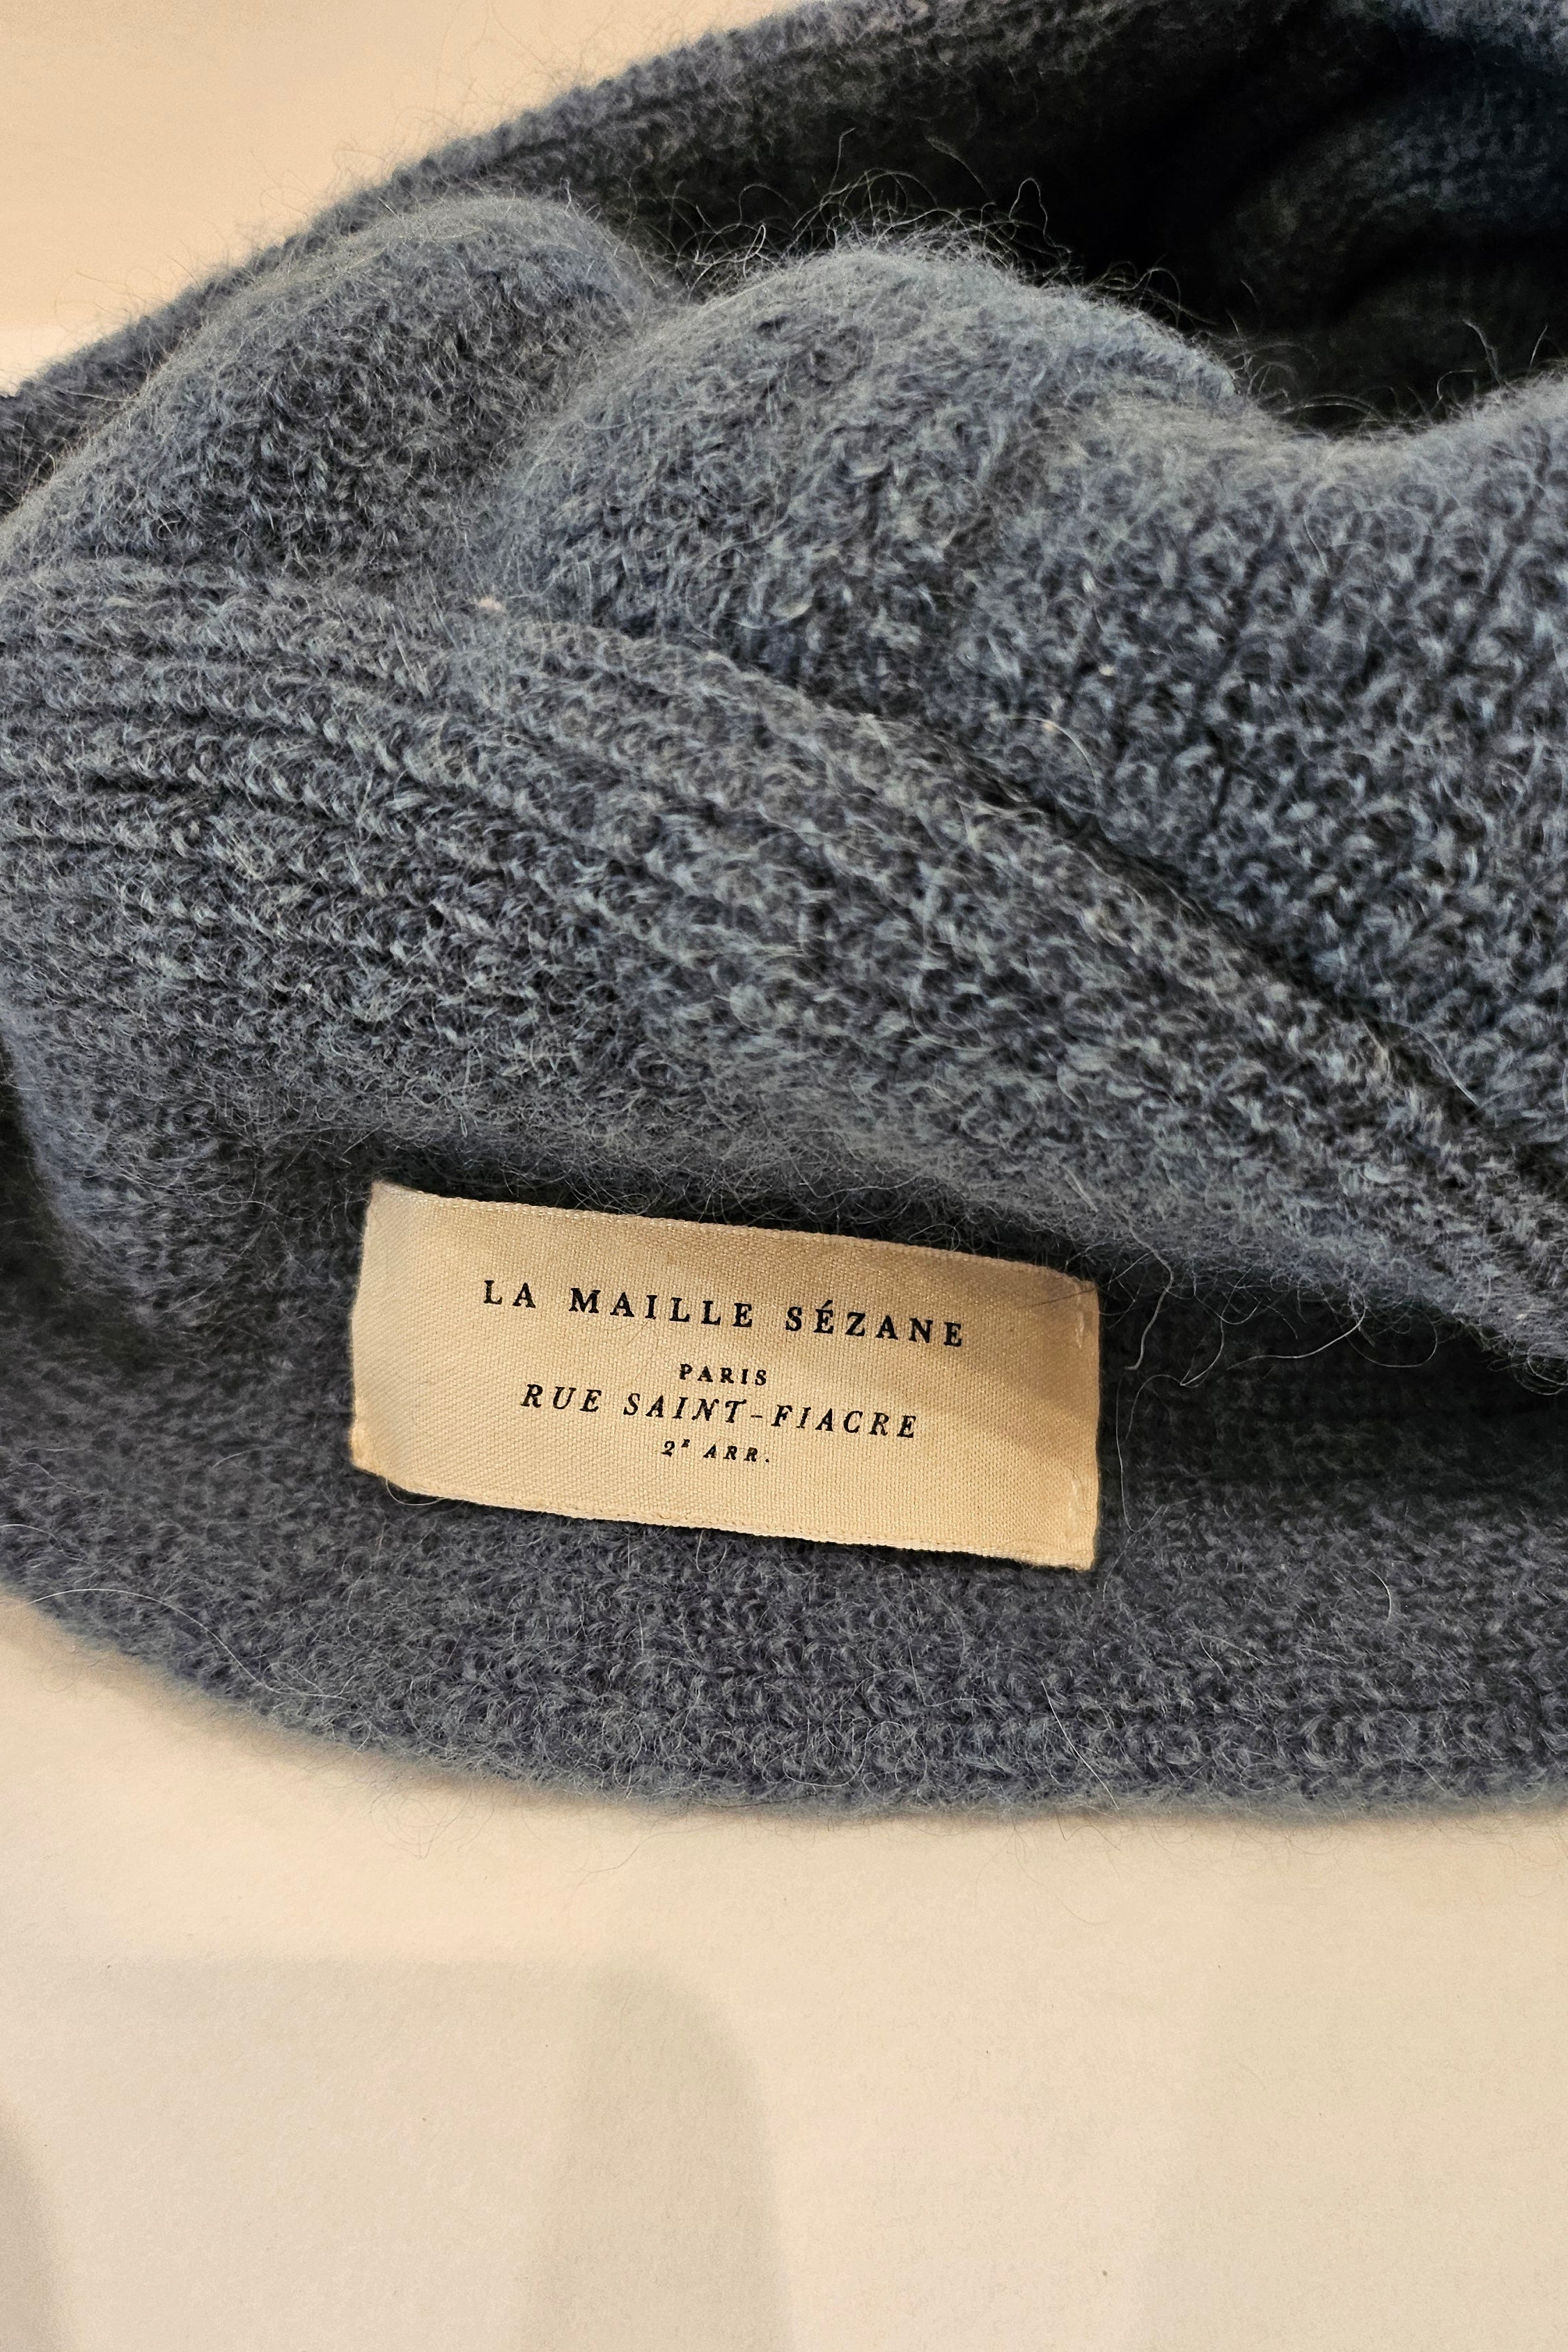 LA MAILLE SÉZANE
PARIS
RUE SAINT-FIACRE
2E ARR.